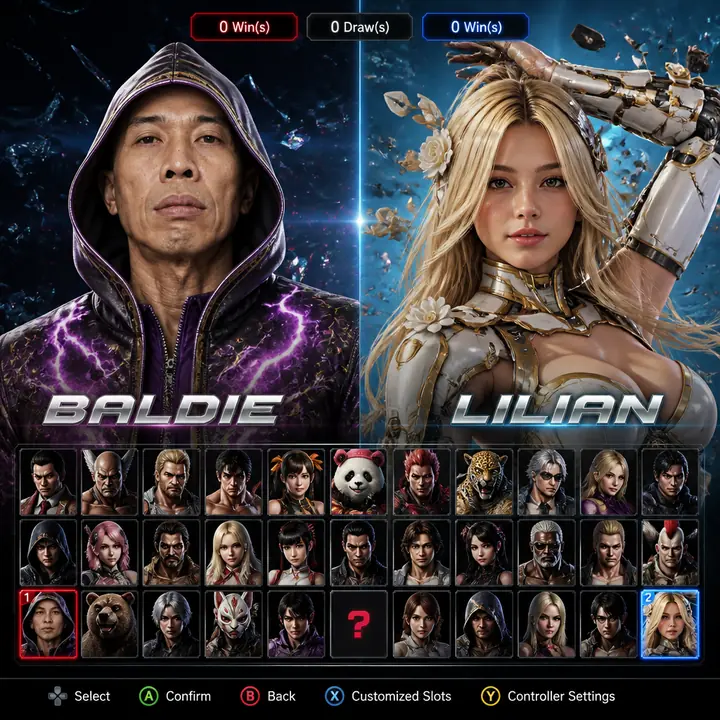 0 Win(s) 0 Draw(s) 0 Win(s)
BALDIE LILIAN
?
1 2
Select A Confirm B Back X Customized Slots Y Controller Settings